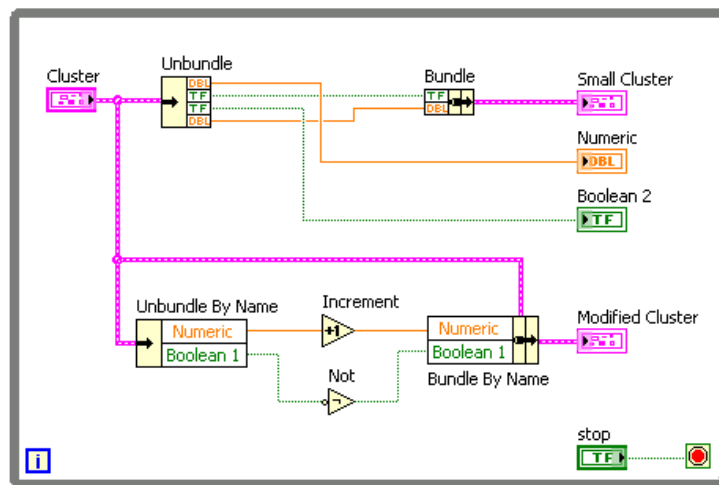 Cluster
Unbundle
DBL
TF
TF
DBL
Bundle
TF
DBL
Small Cluster
Numeric
DBL
Boolean 2
TF
Unbundle By Name
Numeric
Boolean 1
Increment
+1
Not
Numeric
Boolean 1
Bundle By Name
Modified Cluster
stop
TF
i